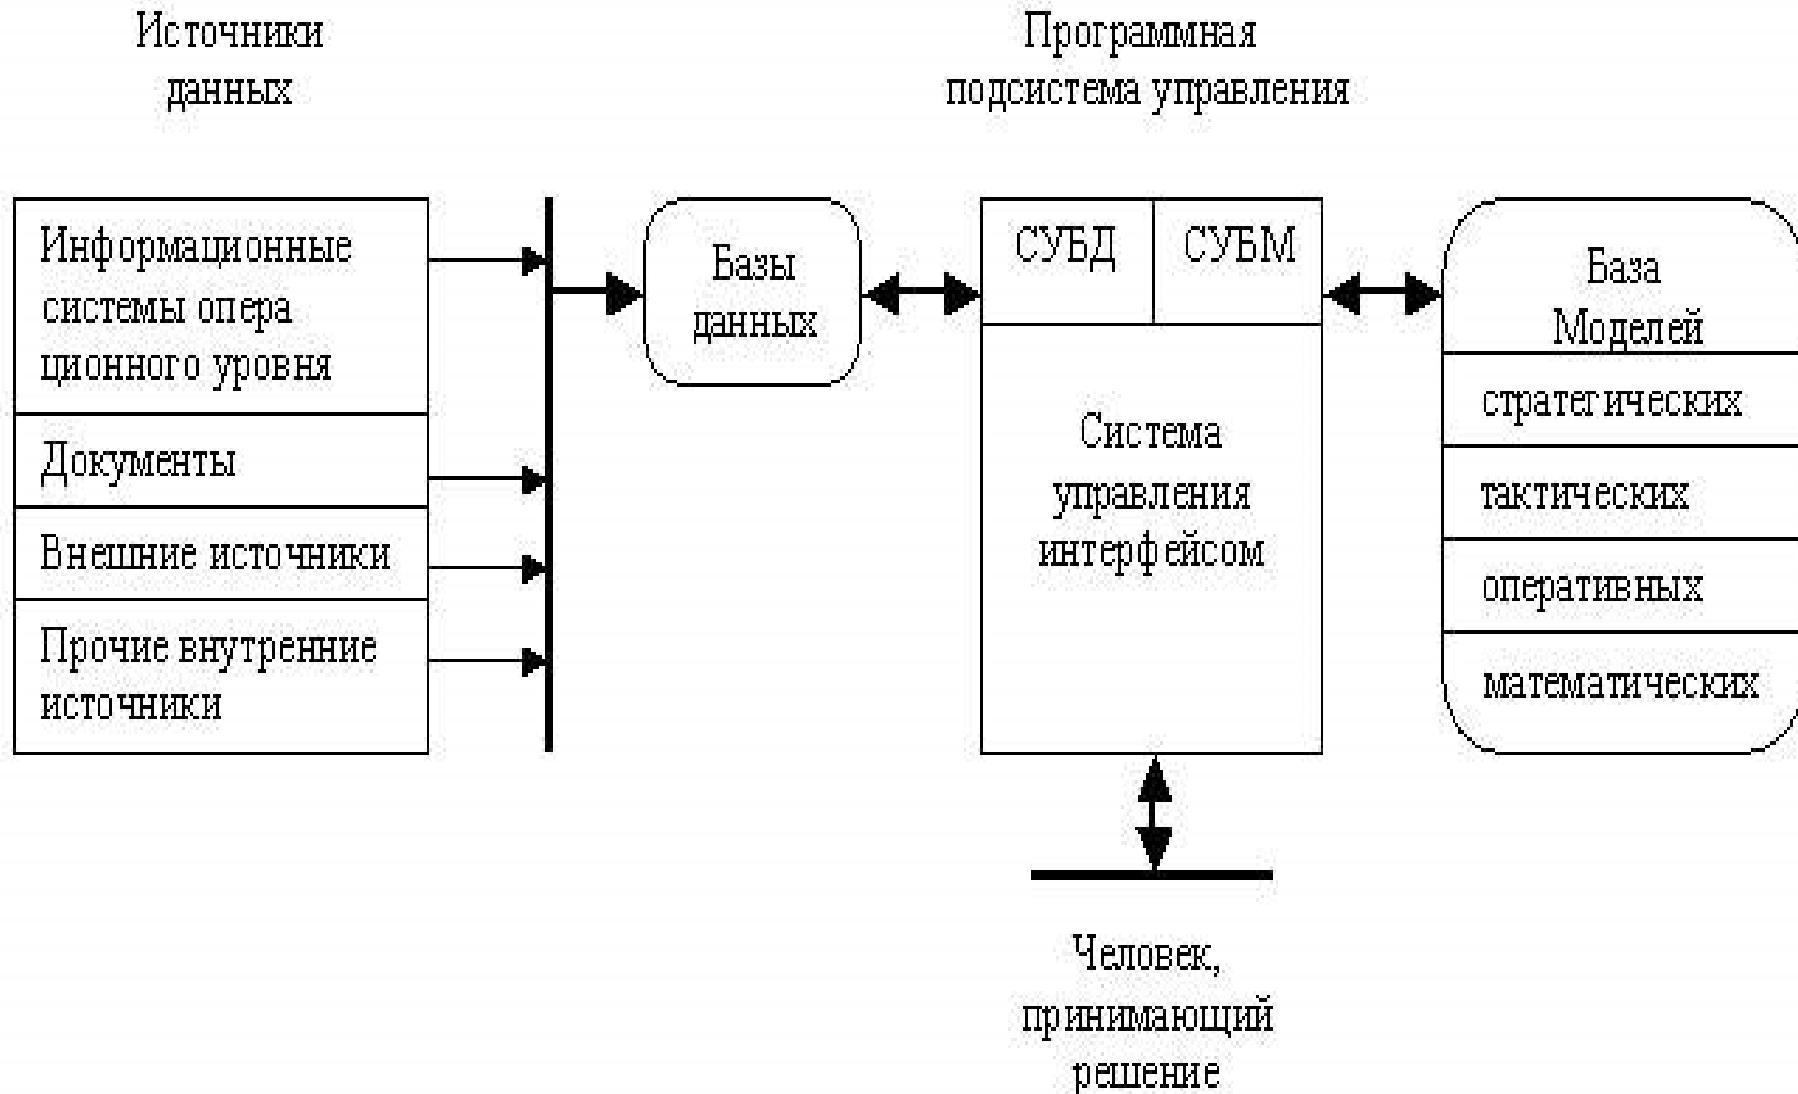 Источники
данных
Программная
подсистема управления
Информационные
системы опера
ционного уровня
Документы
Внешние источники
Прочие внутренние
источники
Базы
данных
СУБД
СУБМ
Система
управления
интерфейсом
База
Моделей
стратегических
тактических
оперативных
математических
Человек,
принимающий
решение